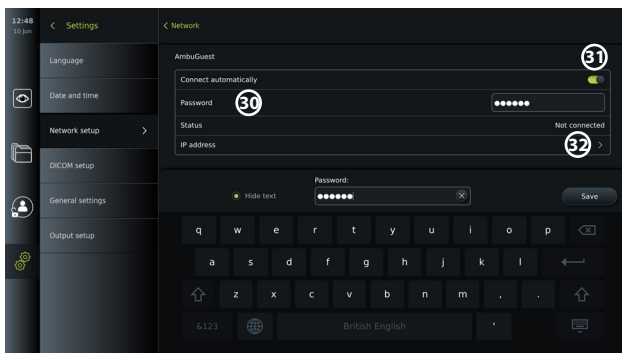 12:48
10 Jun
Settings
Network
Language
Date and time
Network setup
DICOM setup
General settings
Output setup
AmbuGuest
31
Connect automatically
Password
30
●●●●●●
Status
Not connected
IP address
32
Password:
Hide text
●●●●●●
Save
q w e r t y u i o p
a s d f g h j k l
z x c v b n m , .
&123
British English
'